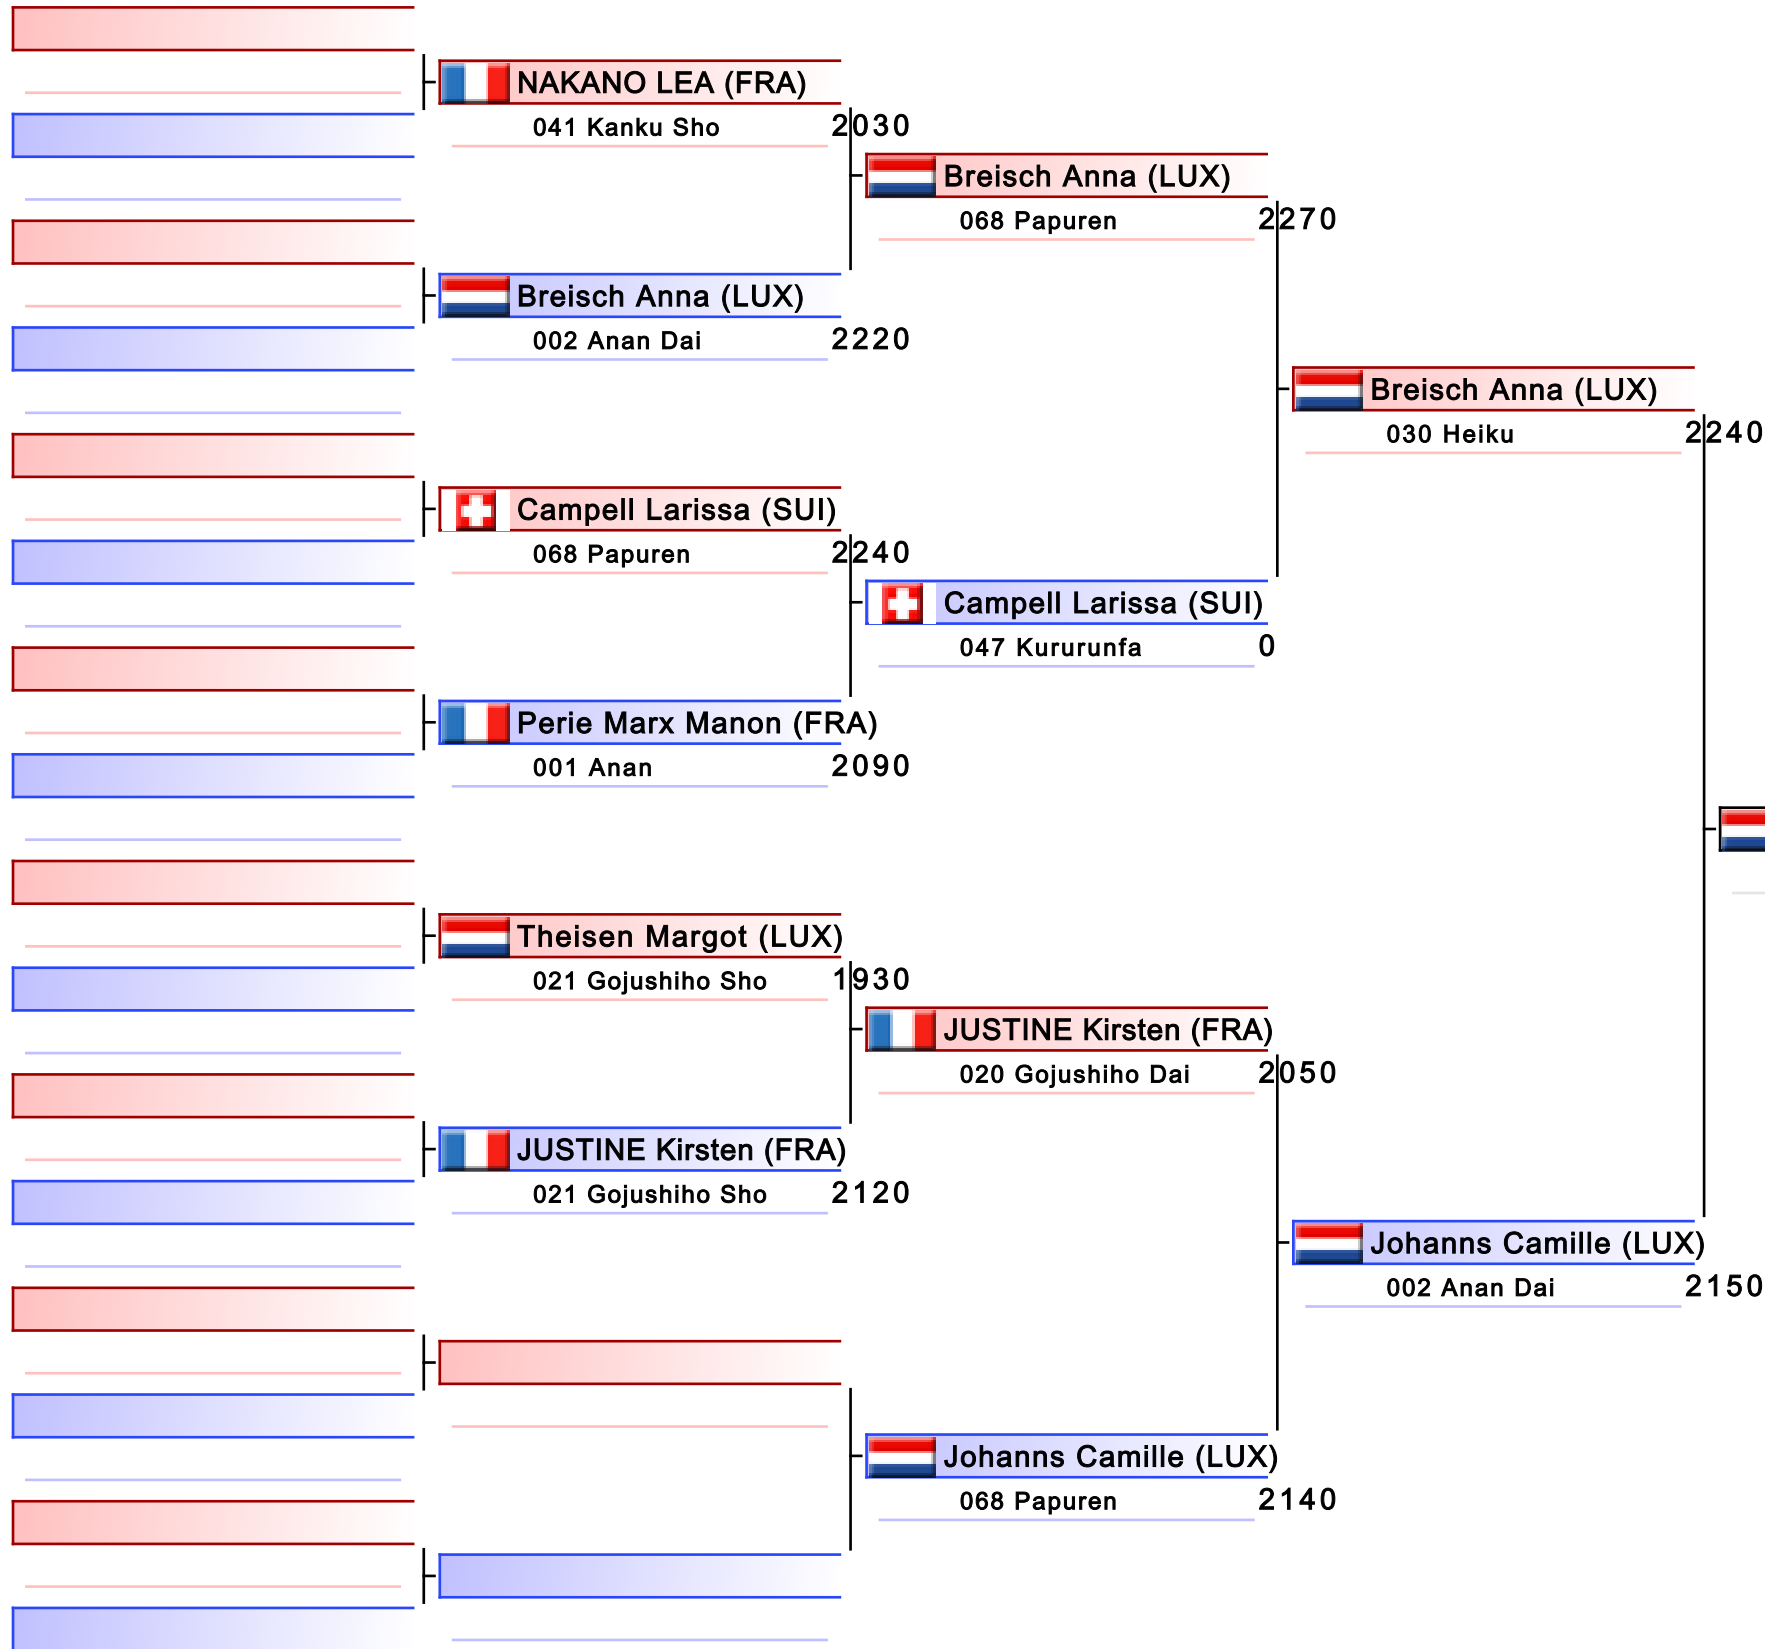 NAKANO LEA (FRA)
041 Kanku Sho 2030
Breisch Anna (LUX)
068 Papuren 2270
Breisch Anna (LUX)
002 Anan Dai 2220
Breisch Anna (LUX)
030 Heiku 2240
Campell Larissa (SUI)
068 Papuren 2240
Campell Larissa (SUI)
047 Kururunfa 0
Perie Marx Manon (FRA)
001 Anan 2090
Theisen Margot (LUX)
021 Gojushiho Sho 1930
JUSTINE Kirsten (FRA)
020 Gojushiho Dai 2050
JUSTINE Kirsten (FRA)
021 Gojushiho Sho 2120
Johanns Camille (LUX)
002 Anan Dai 2150
Johanns Camille (LUX)
068 Papuren 2140